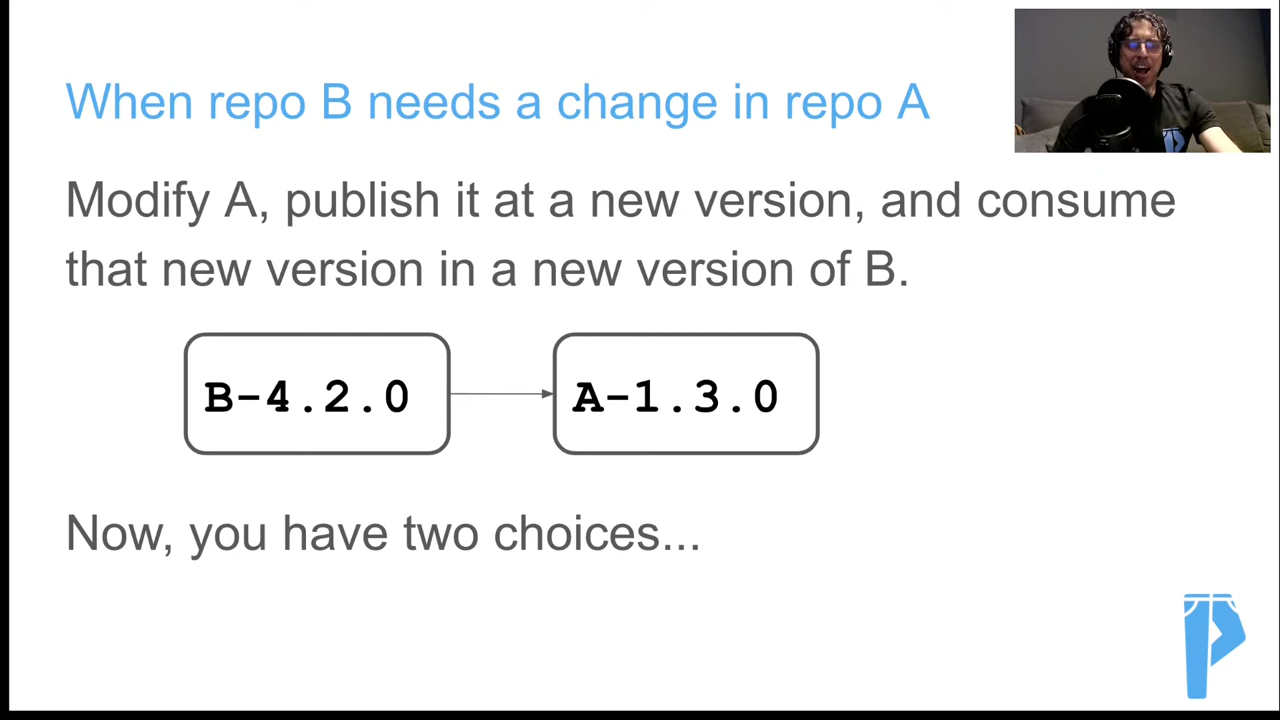 When repo B needs a change in repo A
Modify A, publish it at a new version, and consume
that new version in a new version of B.
B-4.2.0
A-1.3.0
Now, you have two choices...